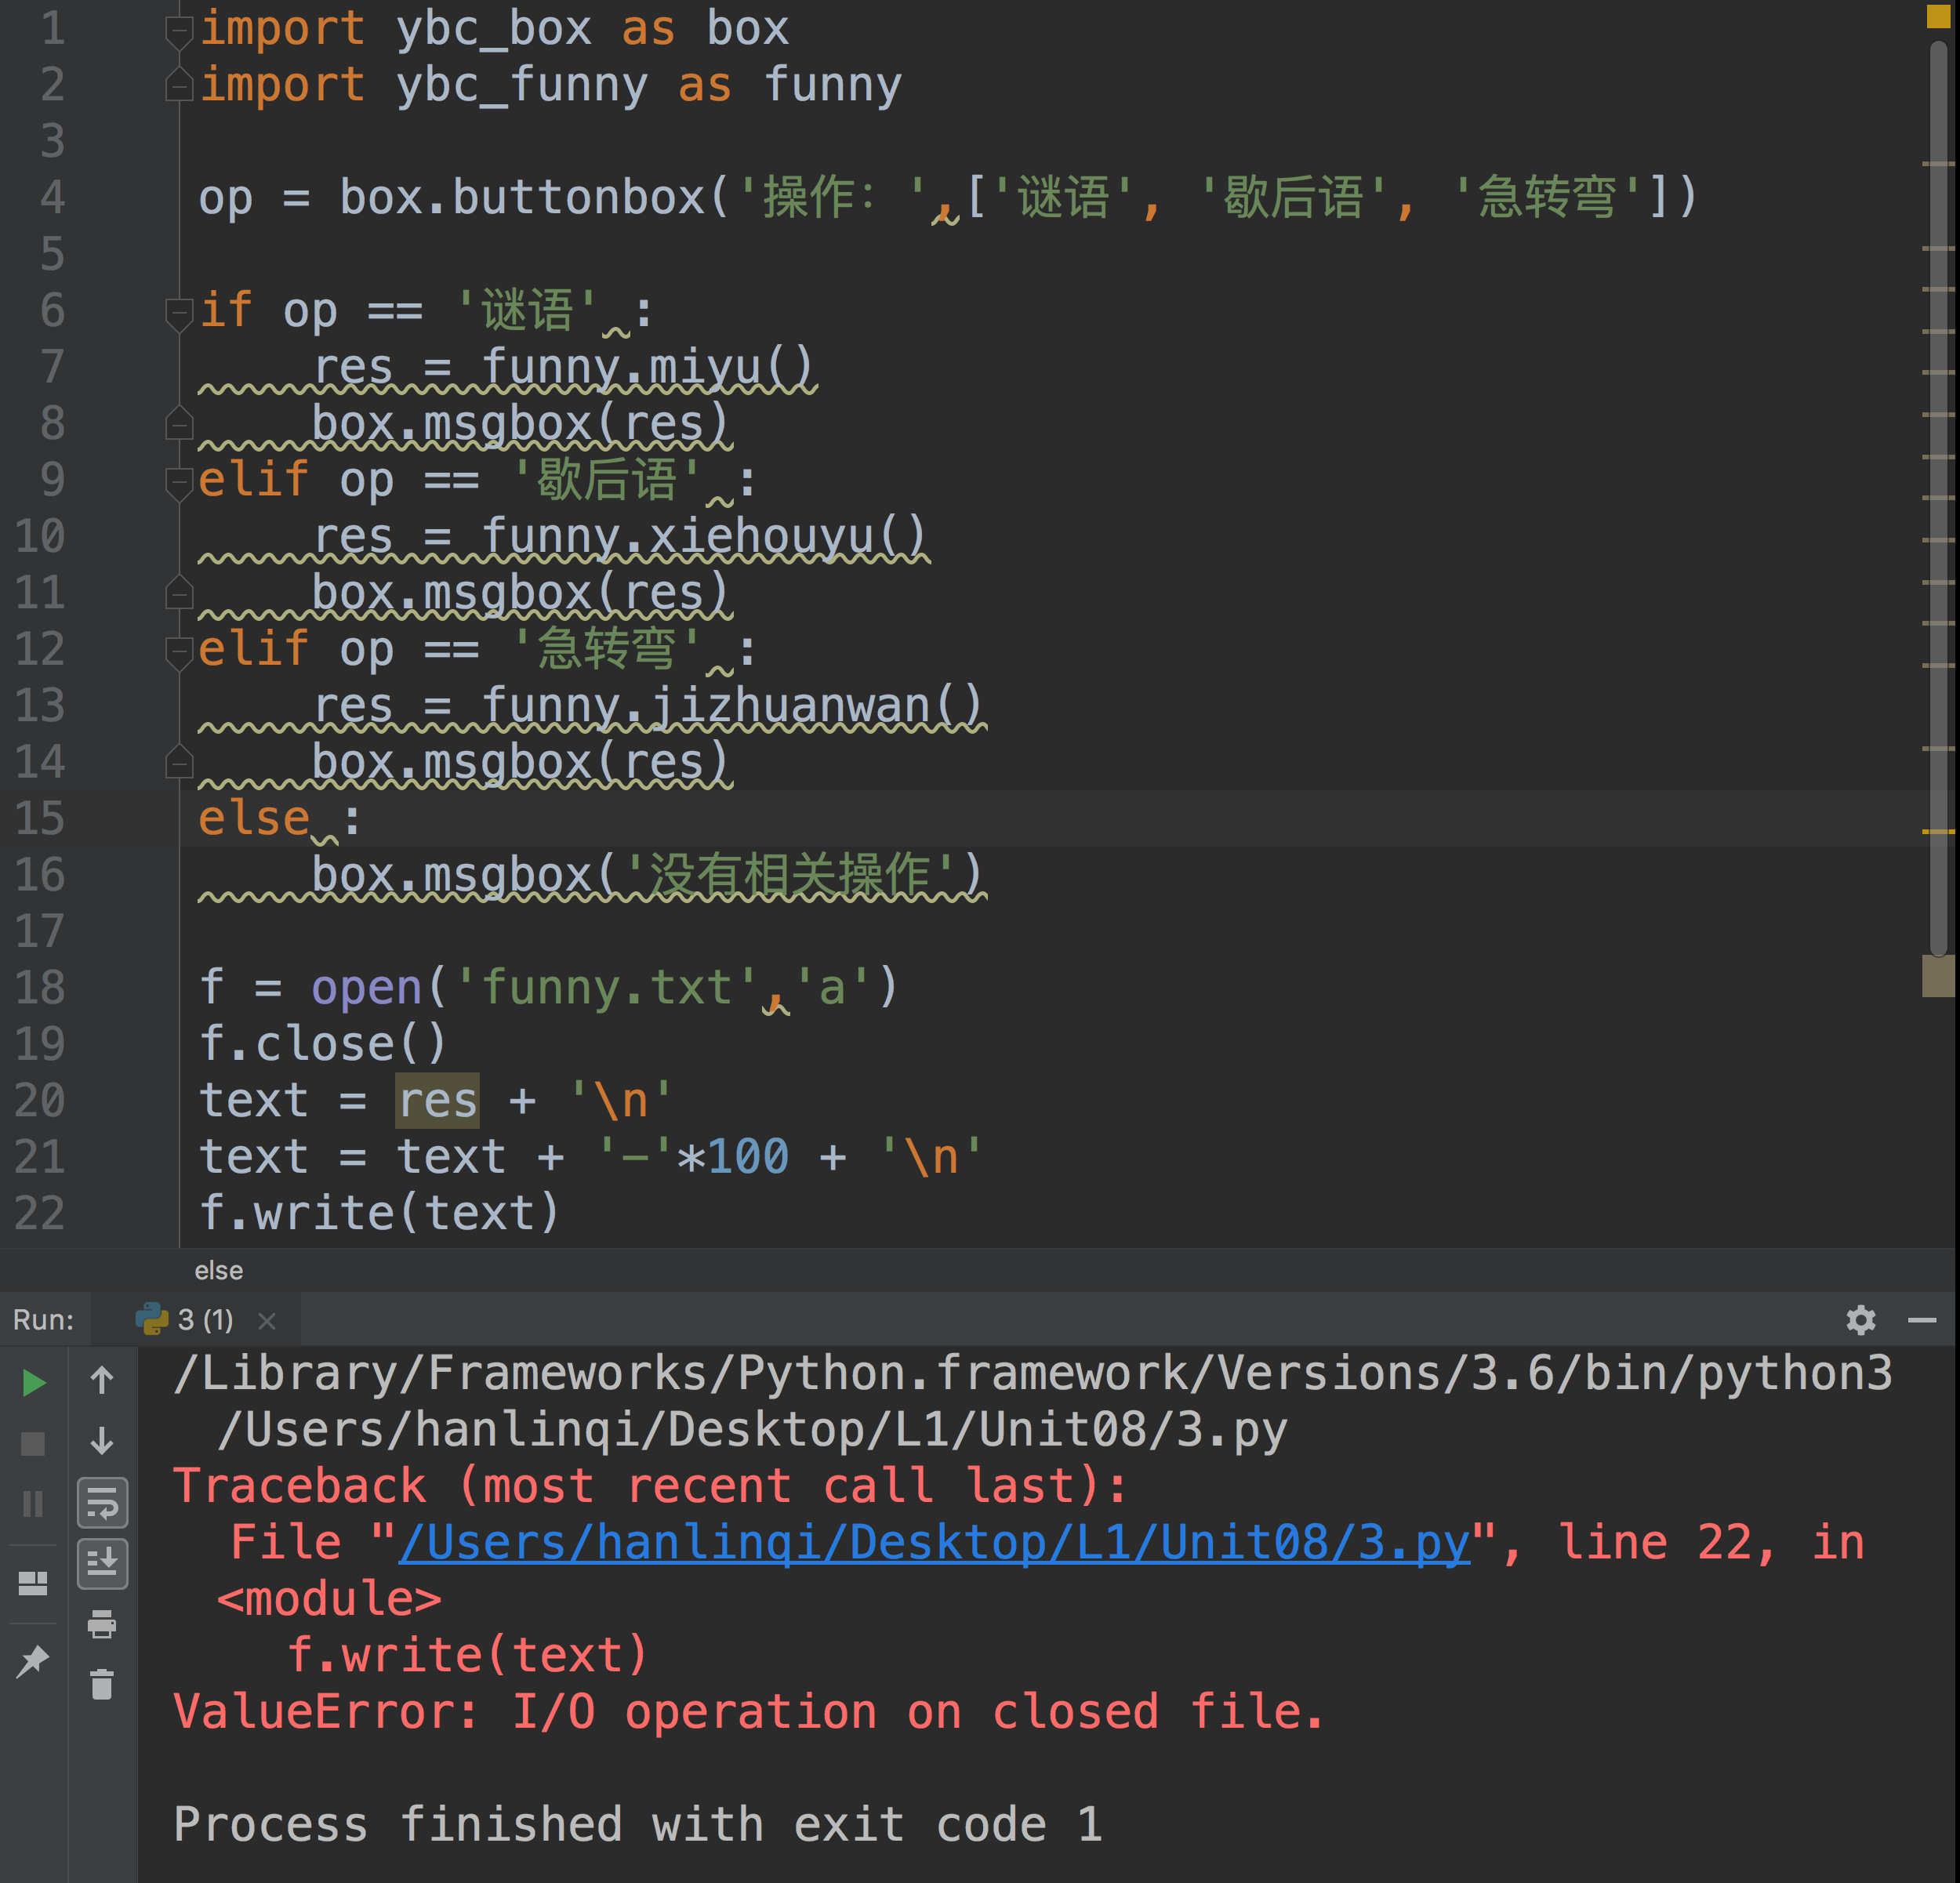 1 import ybc_box as box
2 import ybc_funny as funny
3
4 op = box.buttonbox('操作：',['谜语', '歇后语', '急转弯'])
5
6 if op == '谜语' :
7     res = funny.miyu()
8     box.msgbox(res)
9 elif op == '歇后语' :
10     res = funny.xiehouyu()
11     box.msgbox(res)
12 elif op == '急转弯' :
13     res = funny.jizhuanwan()
14     box.msgbox(res)
15 else :
16     box.msgbox('没有相关操作')
17
18 f = open('funny.txt','a')
19 f.close()
20 text = res + '\n'
21 text = text + '-'*100 + '\n'
22 f.write(text)
else
Run: 3 (1) ×
/Library/Frameworks/Python.framework/Versions/3.6/bin/python3
/Users/hanlinqi/Desktop/L1/Unit08/3.py
Traceback (most recent call last):
File "/Users/hanlinqi/Desktop/L1/Unit08/3.py", line 22, in
<module>
f.write(text)
ValueError: I/O operation on closed file.
Process finished with exit code 1